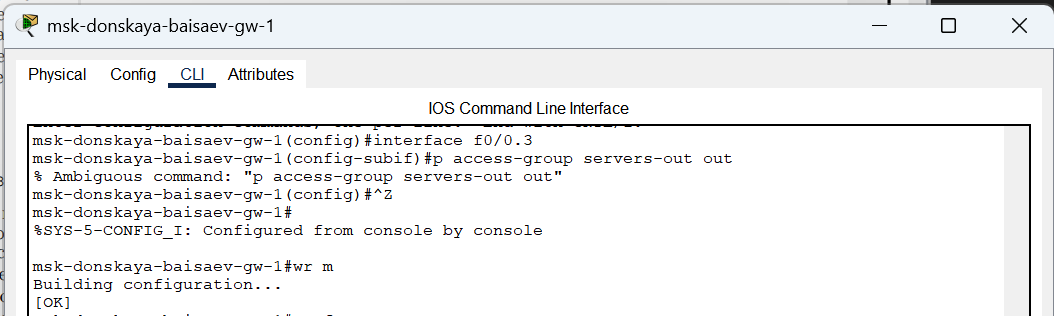 msk-donskaya-baisaev-gw-1
Physical Config CLI Attributes
IOS Command Line Interface
msk-donskaya-baisaev-gw-1(config)#interface f0/0.3
msk-donskaya-baisaev-gw-1(config-subif)#p access-group servers-out out
% Ambiguous command: "p access-group servers-out out"
msk-donskaya-baisaev-gw-1(config)#^Z
msk-donskaya-baisaev-gw-1#
%SYS-5-CONFIG_I: Configured from console by console
msk-donskaya-baisaev-gw-1#wr m
Building configuration...
[OK]